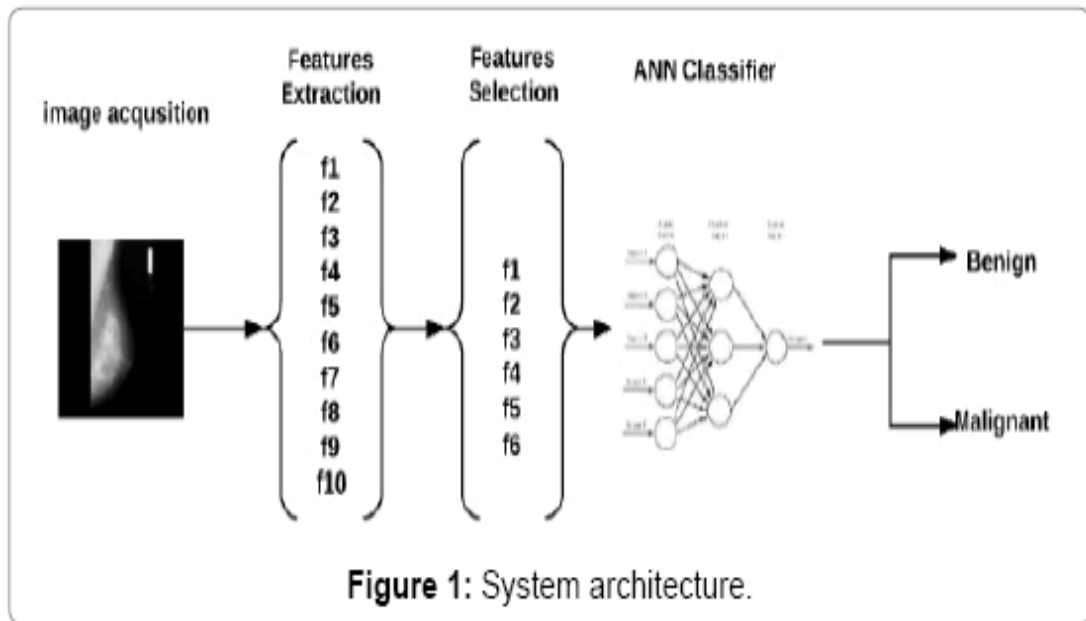 image acqusition
Features
Extraction
Features
Selection
ANN Classifier
f1
f2
f3
f4
f5
f6
f7
f8
f9
f10
f1
f2
f3
f4
f5
f6
Benign
Malignant
Figure 1: System architecture.